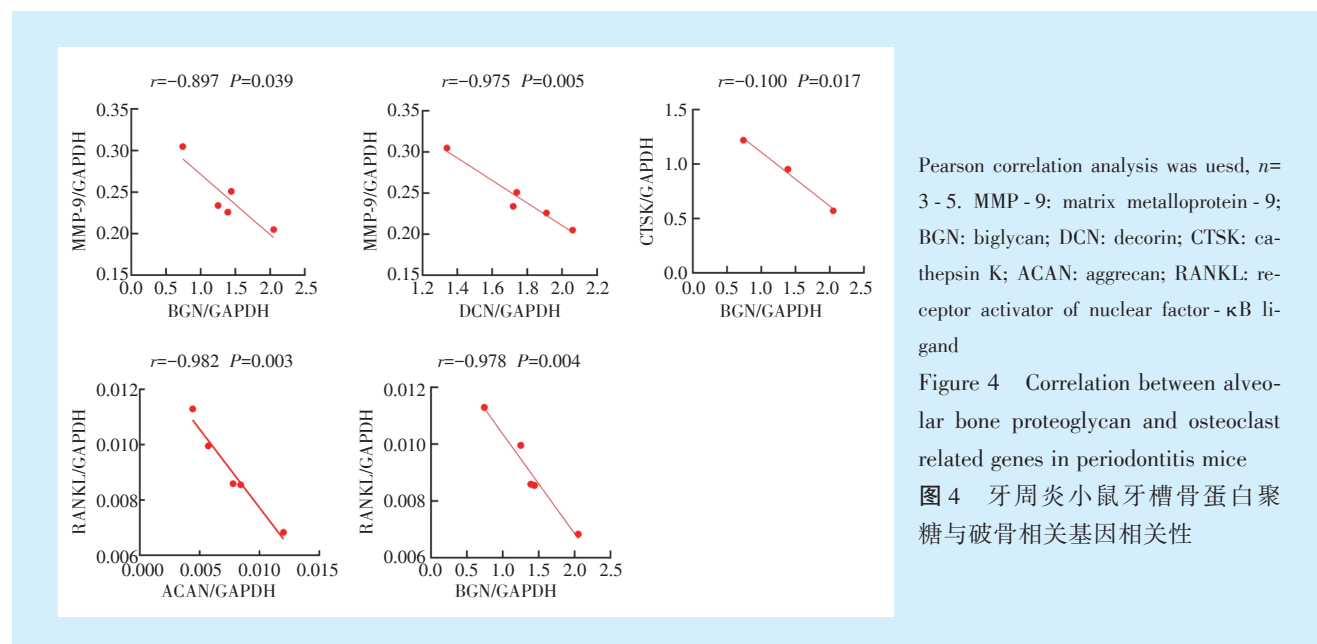 r=−0.897 P=0.039
MMP-9/GAPDH
0.35
0.30
0.25
0.20
0.15
0.0 0.5 1.0 1.5 2.0 2.5
BGN/GAPDH
r=−0.975 P=0.005
MMP-9/GAPDH
0.35
0.30
0.25
0.20
0.15
1.2 1.4 1.6 1.8 2.0 2.2
DCN/GAPDH
r=−0.100 P=0.017
CTSK/GAPDH
1.5
1.0
0.5
0.0
0.0 0.5 1.0 1.5 2.0 2.5
BGN/GAPDH
r=−0.982 P=0.003
RANKL/GAPDH
0.012
0.010
0.008
0.006
0.000 0.005 0.010 0.015
ACAN/GAPDH
r=−0.978 P=0.004
RANKL/GAPDH
0.012
0.010
0.008
0.006
0.0 0.5 1.0 1.5 2.0 2.5
BGN/GAPDH
Pearson correlation analysis was uesd, n=
3 - 5. MMP - 9: matrix metalloprotein - 9;
BGN: biglycan; DCN: decorin; CTSK: ca-
thepsin K; ACAN: aggrecan; RANKL: re-
ceptor activator of nuclear factor - κB li-
gand
Figure 4 Correlation between alveo-
lar bone proteoglycan and osteoclast
related genes in periodontitis mice
图 4 牙周炎小鼠牙槽骨蛋白聚
糖与破骨相关基因相关性